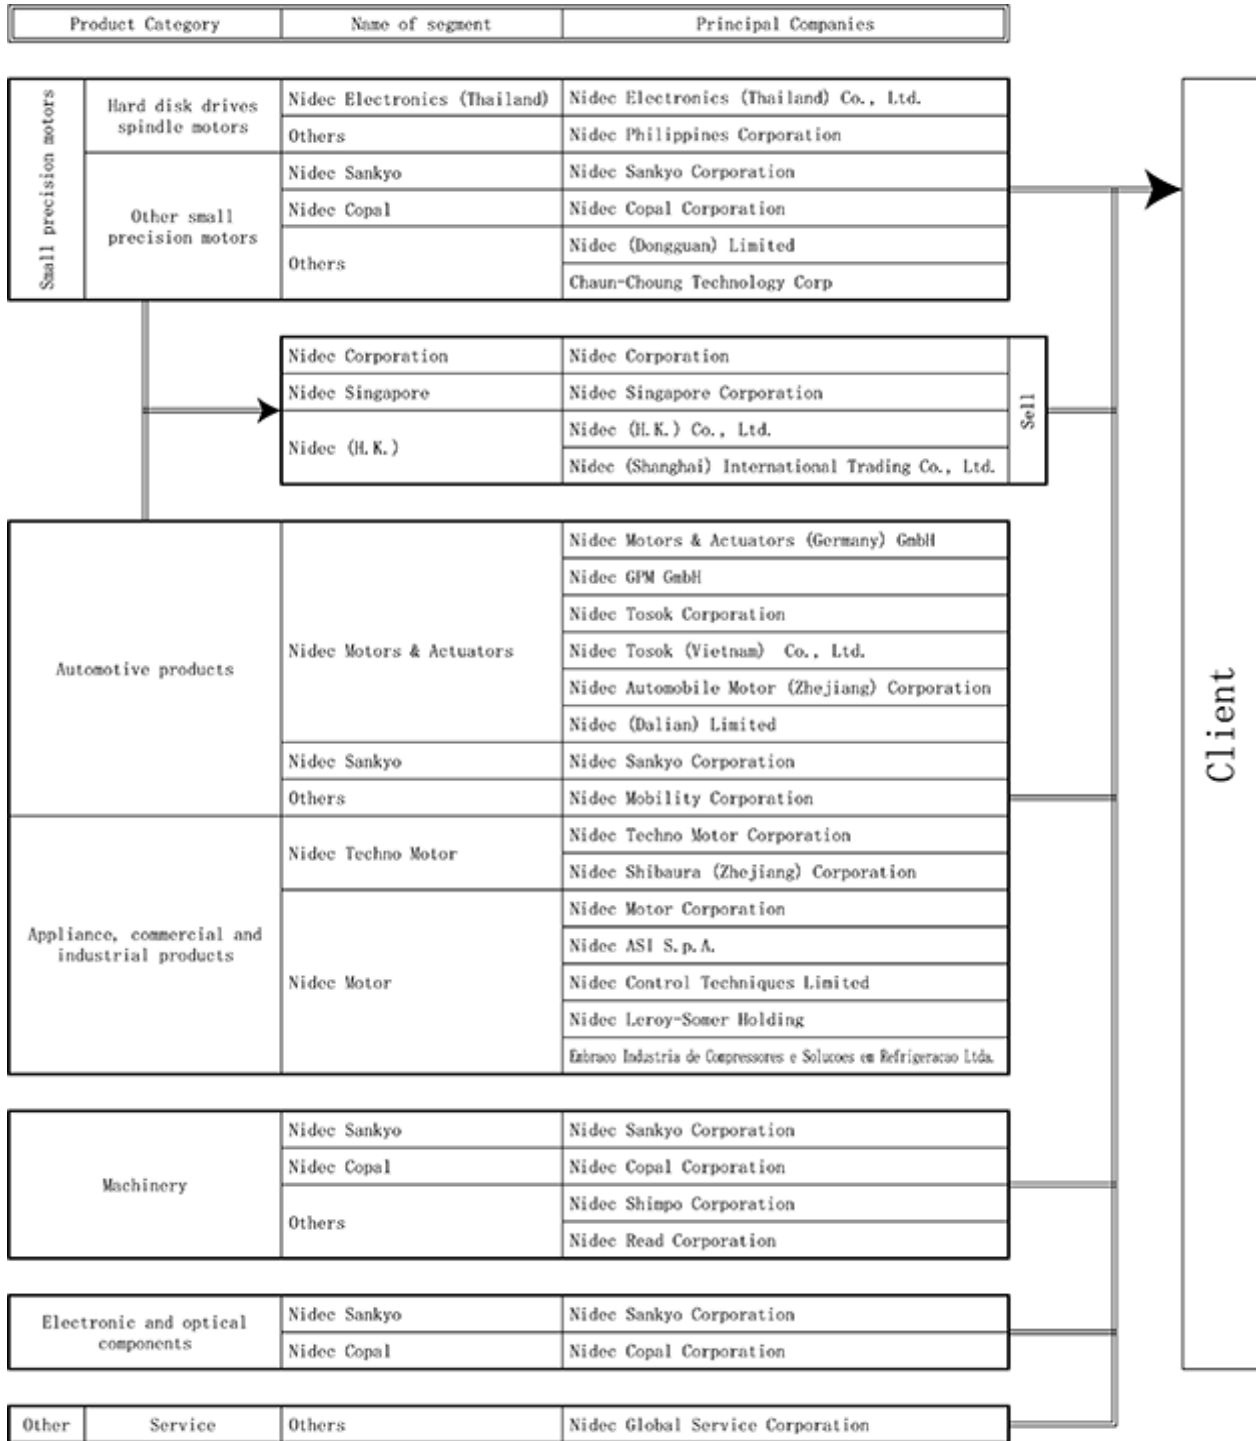 Product Category Name of segment Principal Companies
Small precision motors
Hard disk drives
spindle motors
Nidec Electronics (Thailand) Nidec Electronics (Thailand) Co., Ltd.
Others Nidec Philippines Corporation
Other small
precision motors
Nidec Sankyo Nidec Sankyo Corporation
Nidec Copal Nidec Copal Corporation
Others
Nidec (Dongguan) Limited
Chaun-Choung Technology Corp
Nidec Corporation Nidec Corporation
Nidec Singapore Nidec Singapore Corporation
Nidec (H.K.)
Nidec (H.K.) Co., Ltd.
Nidec (Shanghai) International Trading Co., Ltd.
Sell
Automotive products
Nidec Motors & Actuators
Nidec Motors & Actuators (Germany) GmbH
Nidec GPM GmbH
Nidec Tosok Corporation
Nidec Tosok (Vietnam) Co., Ltd.
Nidec Automobile Motor (Zhejiang) Corporation
Nidec (Dalian) Limited
Nidec Sankyo Nidec Sankyo Corporation
Others Nidec Mobility Corporation
Appliance, commercial and
industrial products
Nidec Techno Motor
Nidec Techno Motor Corporation
Nidec Shibaura (Zhejiang) Corporation
Nidec Motor
Nidec Motor Corporation
Nidec ASI S.p.A.
Nidec Control Techniques Limited
Nidec Leroy-Somer Holding
Embraco Industria de Compressores e Solucoes em Refrigeracao Ltda.
Machinery
Nidec Sankyo Nidec Sankyo Corporation
Nidec Copal Nidec Copal Corporation
Others
Nidec Shimpo Corporation
Nidec Read Corporation
Electronic and optical
components
Nidec Sankyo Nidec Sankyo Corporation
Nidec Copal Nidec Copal Corporation
Other Service Others Nidec Global Service Corporation
Client